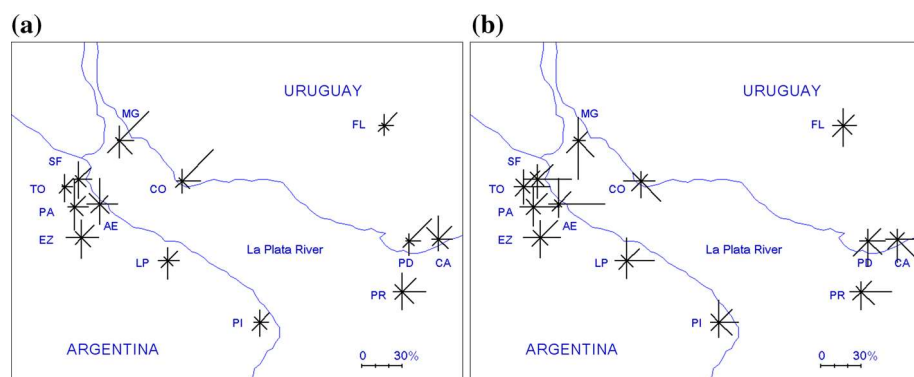 (a)
URUGUAY
MG
FL
SF
TO
CO
PA
AE
EZ
LP
La Plata River
PD
CA
PR
PI
ARGENTINA
0 30%
(b)
URUGUAY
MG
FL
SF
TO
CO
PA
AE
EZ
LP
La Plata River
PD
CA
PR
PI
ARGENTINA
0 30%